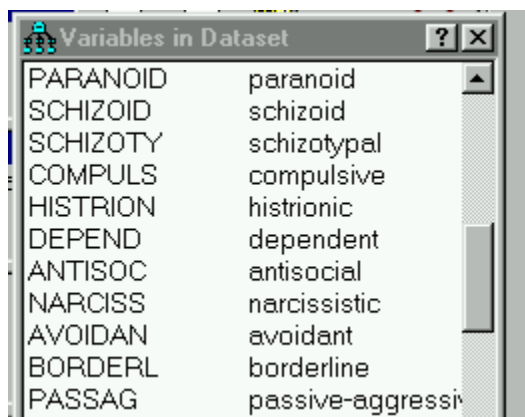 Variables in Dataset ? X
PARANOID paranoid
SCHIZOID schizoid
SCHIZOTY schizotypal
COMPULS compulsive
HISTRION histrionic
DEPEND dependent
ANTISOC antisocial
NARCISS narcissistic
AVOIDAN avoidant
BORDERL borderline
PASSAG passive-aggressiv